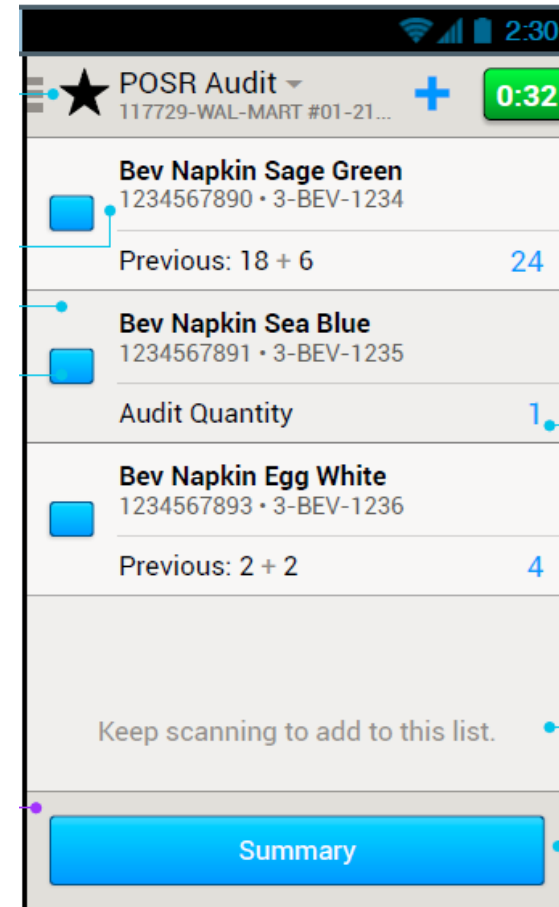 2:30
POSR Audit
117729-WAL-MART #01-21...
0:32
Bev Napkin Sage Green
1234567890 • 3-BEV-1234
Previous: 18 + 6 24
Bev Napkin Sea Blue
1234567891 • 3-BEV-1235
Audit Quantity 1
Bev Napkin Egg White
1234567893 • 3-BEV-1236
Previous: 2 + 2 4
Keep scanning to add to this list.
Summary